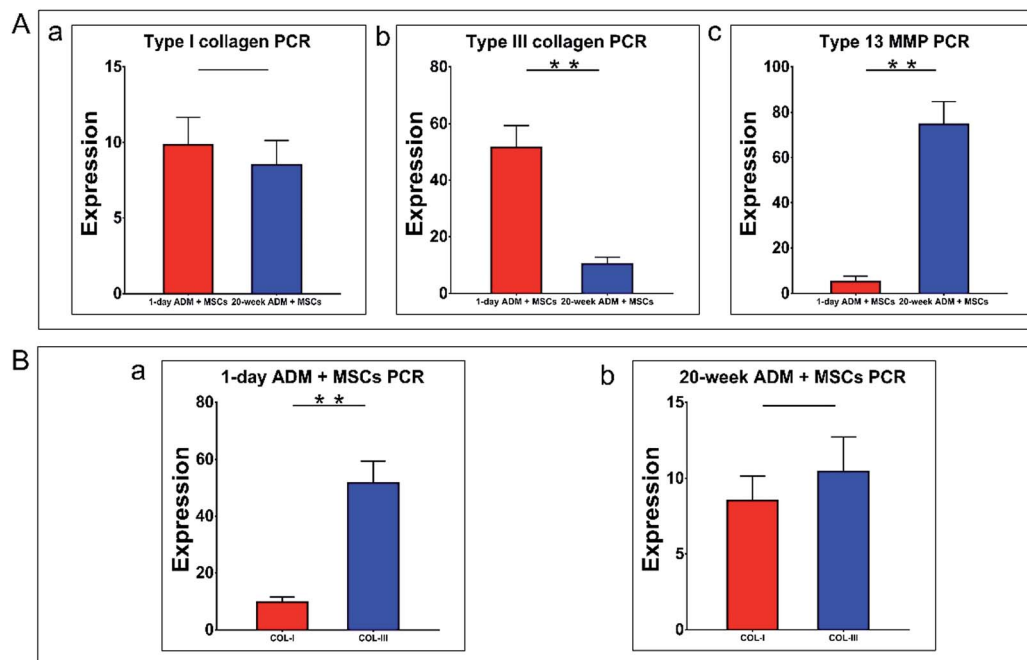 A
a
Type I collagen PCR
Expression
15
10
5
0
1-day ADM + MSCs 20-week ADM + MSCs
b
Type III collagen PCR
* *
Expression
80
60
40
20
0
1-day ADM + MSCs 20-week ADM + MSCs
c
Type 13 MMP PCR
* *
Expression
100
80
60
40
20
0
1-day ADM + MSCs 20-week ADM + MSCs
B
a
1-day ADM + MSCs PCR
* *
Expression
80
60
40
20
0
COL-I COL-III
b
20-week ADM + MSCs PCR
Expression
15
10
5
0
COL-I COL-III